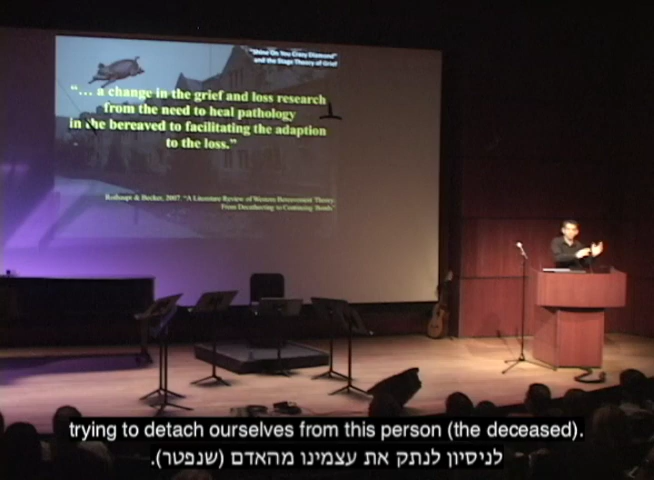 "Shine On You Crazy Diamond"
and the Stage Theory of Grief
"... a change in the grief and loss research
from the need to heal pathology
in the bereaved to facilitating the adaption
to the loss."
Rothaupt & Becker, 2007. "A Literature Review of Western Bereavement Theory
From Decathecting to Continuing Bonds"
trying to detach ourselves from this person (the deceased).
לניסיון לנתק את עצמינו מהאדם (שנפטר).